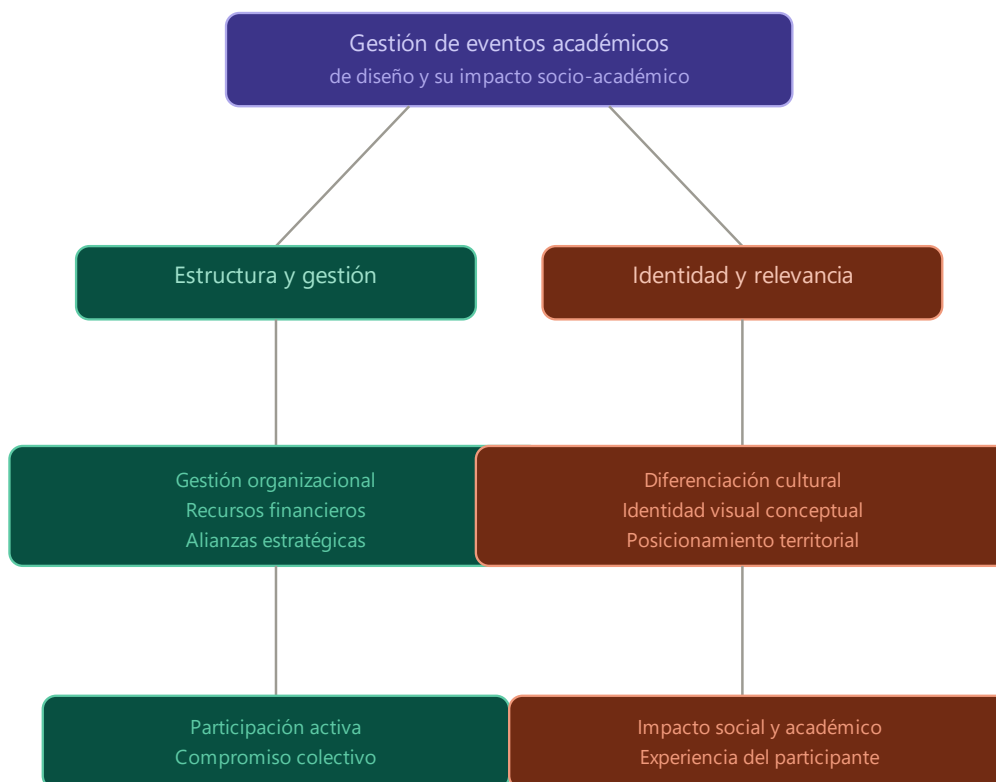 Gestión de eventos académicos
de diseño y su impacto socio-académico
Estructura y gestión
Identidad y relevancia
Gestión organizacional
Recursos financieros
Alianzas estratégicas
Diferenciación cultural
Identidad visual conceptual
Posicionamiento territorial
Participación activa
Compromiso colectivo
Impacto social y académico
Experiencia del participante